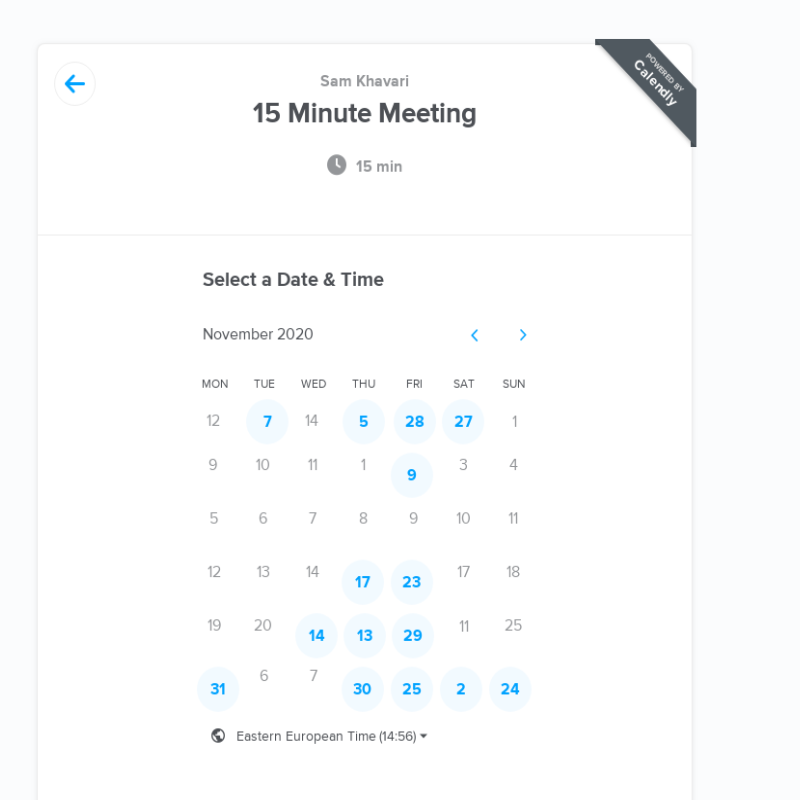 Sam Khavari
POWERED BY
Calendly
15 Minute Meeting
15 min
Select a Date & Time
November 2020
MON TUE WED THU FRI SAT SUN
12 7 14 5 28 27 1
9 10 11 1 9 3 4
5 6 7 8 9 10 11
12 13 14 17 23 17 18
19 20 14 13 29 11 25
31 6 7 30 25 2 24
Eastern European Time (14:56)